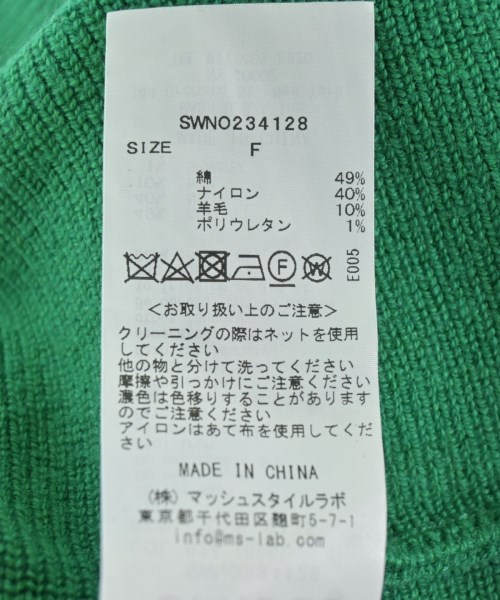 SWNO234128
SIZE F
綿 49%
ナイロン 40%
羊毛 10%
ポリウレタン 1%
F W E005
＜お取り扱い上のご注意＞
クリーニングの際はネットを使用
してください
他の物と分けて洗ってください
摩擦や引っかけにご注意ください
濃色は色移りすることがあります
のでご注意ください
アイロンはあて布を使用してくだ
さい
MADE IN CHINA
(株) マッシュスタイルラボ
東京都千代田区麹町5-7-1
info@ms-lab.com